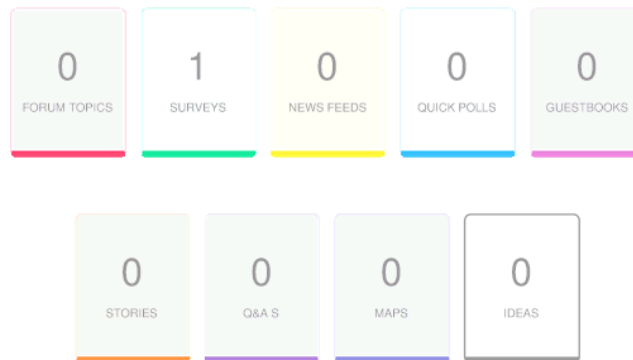 0 1 0 0 0
FORUM TOPICS SURVEYS NEWS FEEDS QUICK POLLS GUESTBOOKS
0 0 0 0
STORIES Q&A S MAPS IDEAS